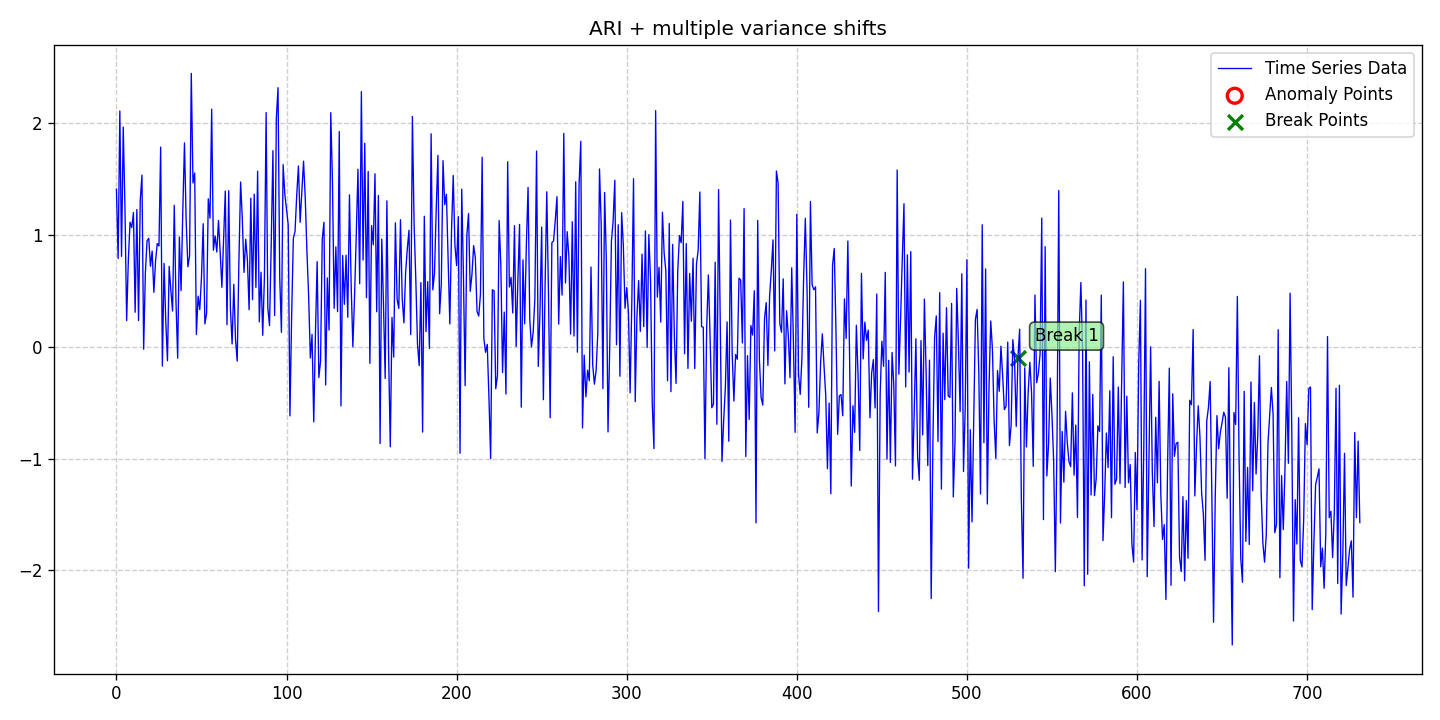 ARI + multiple variance shifts
Time Series Data
Anomaly Points
Break Points
Break 1
2
1
0
−1
−2
0 100 200 300 400 500 600 700